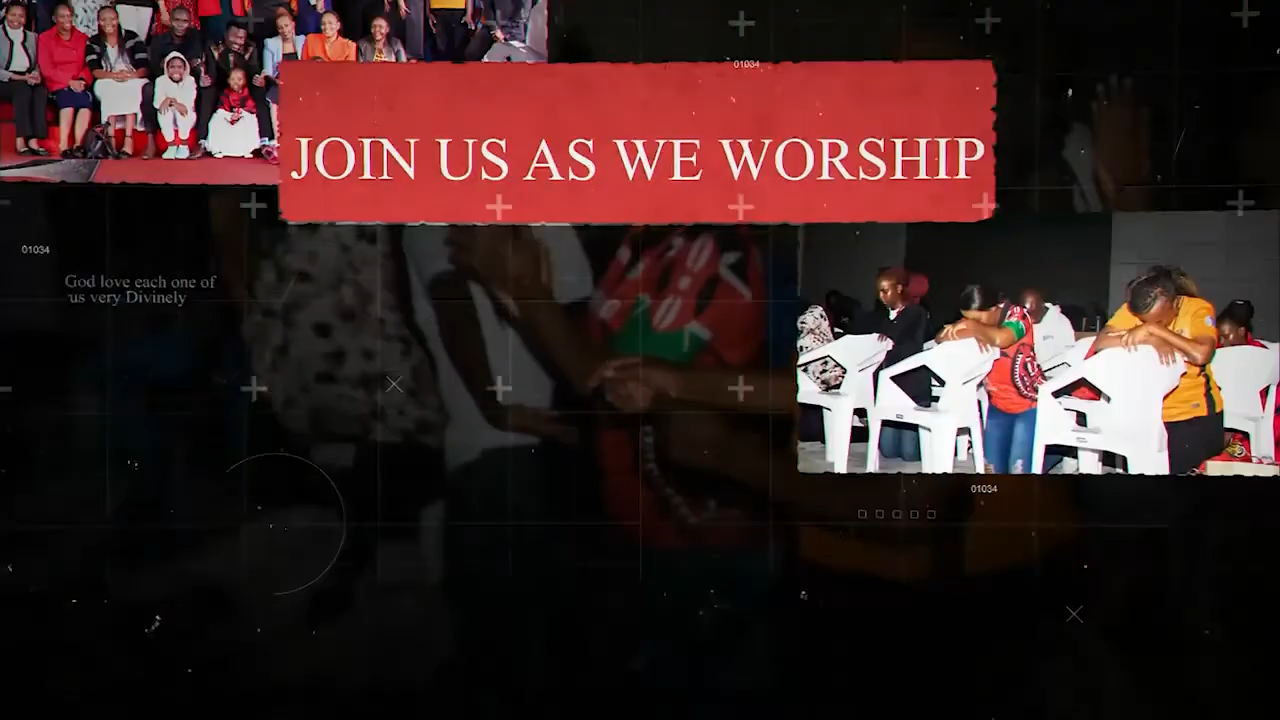 01034
JOIN US AS WE WORSHIP
01034
God love each one of
us very Divinely
01034